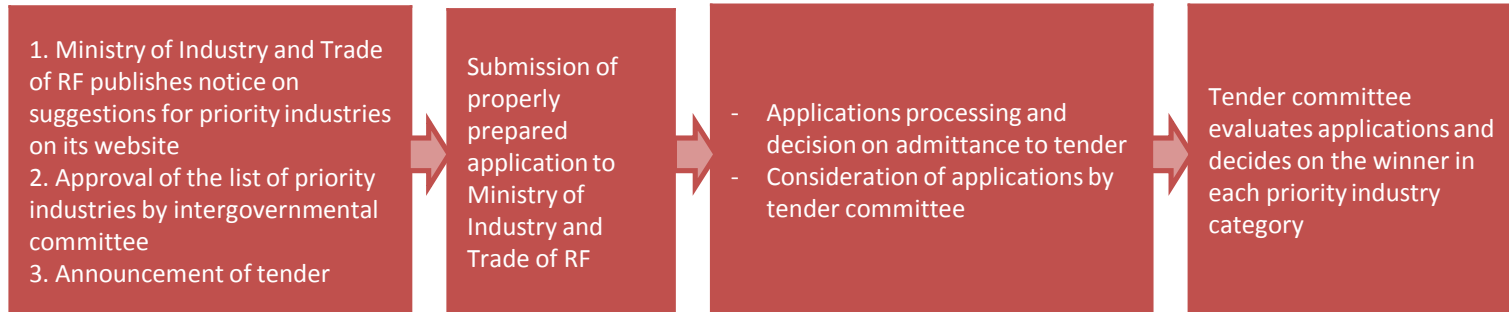 1. Ministry of Industry and Trade
of RF publishes notice on
suggestions for priority industries
on its website
2. Approval of the list of priority
industries by intergovernmental
committee
3. Announcement of tender
Submission of
properly
prepared
application to
Ministry of
Industry and
Trade of RF
- Applications processing and
decision on admittance to tender
- Consideration of applications by
tender committee
Tender committee
evaluates applications and
decides on the winner in
each priority industry
category